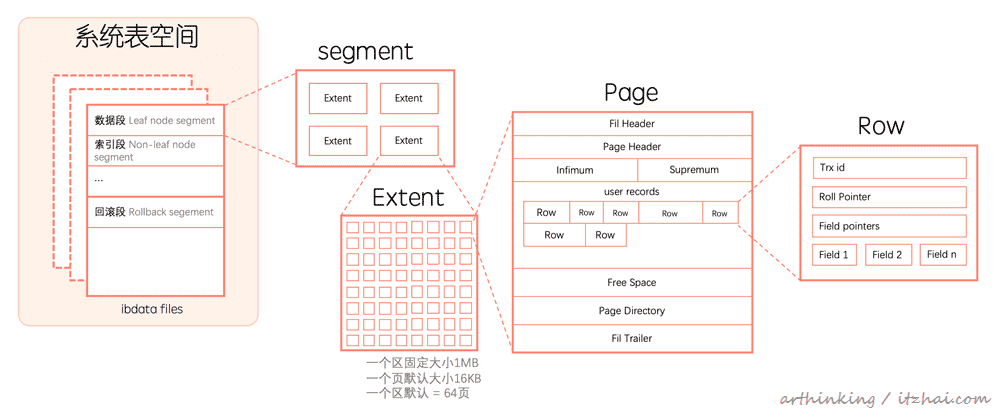 系统表空间
数据段 Leaf node segment
索引段 Non-leaf node
segment
...
回滚段 Rollback segement
ibdata files
segment
Extent Extent
Extent Extent
Extent
一个区固定大小1MB
一个页默认大小16KB
一个区默认 = 64页
Page
Fil Header
Page Header
Infimum Supremum
user records
Row Row Row Row Row
Row Row
Free Space
Page Directory
Fil Trailer
Row
Trx id
Roll Pointer
Field pointers
Field 1 Field 2 Field n
arthinking / itzhai.com